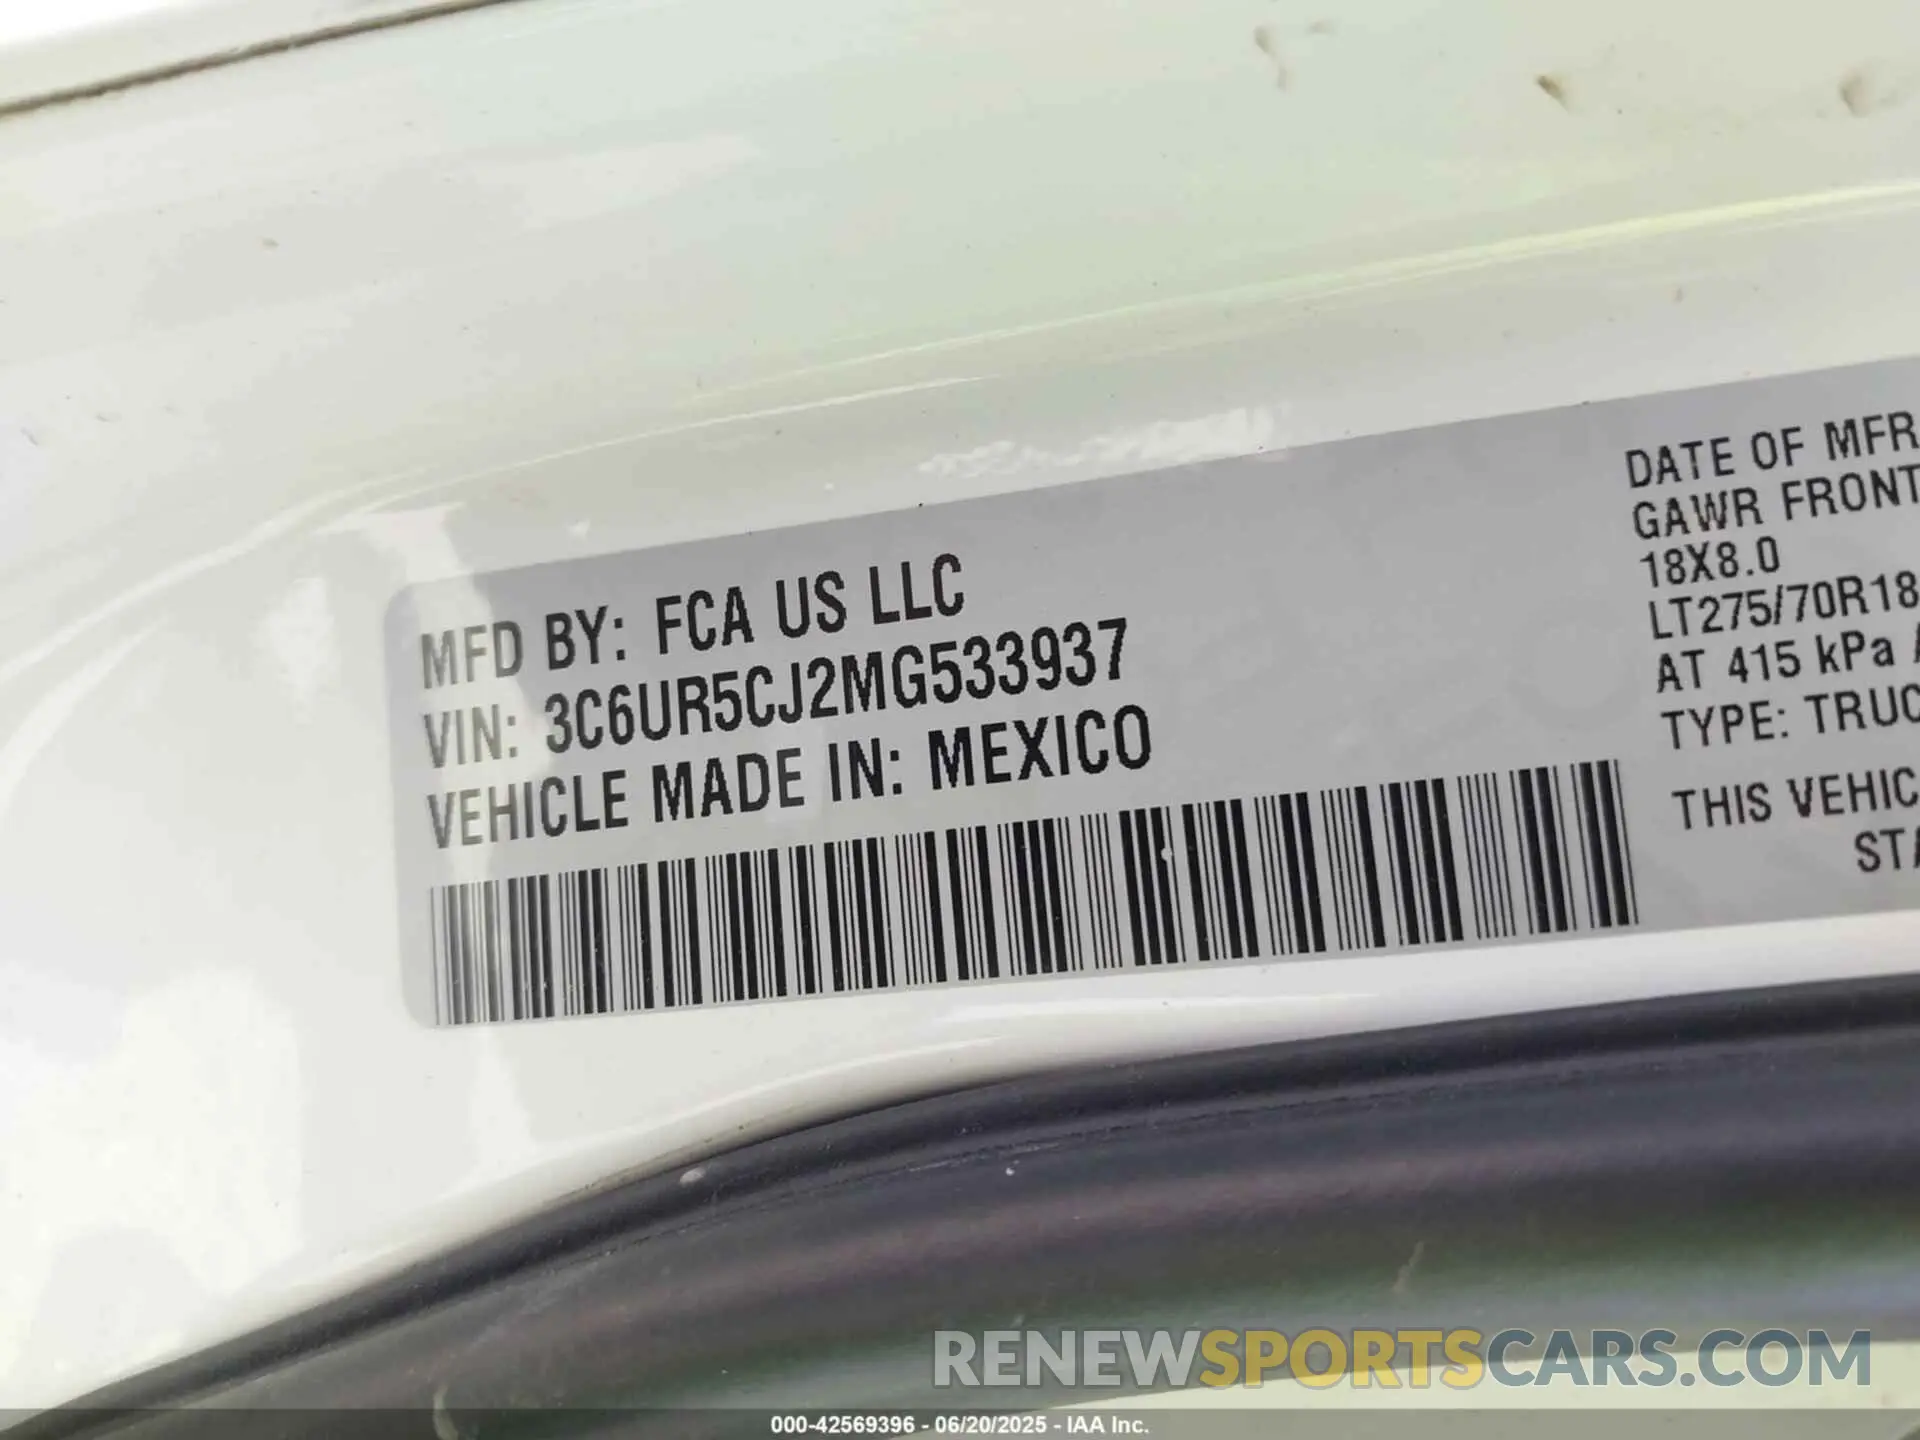 MFD BY: FCA US LLC
VIN: 3C6UR5CJ2MG533937
VEHICLE MADE IN: MEXICO
DATE OF MFR
GAWR FRONT
18X8.0
LT275/70R18
AT 415 kPa
TYPE: TRUC
THIS VEHIC
STA
RENEWSPORTSCARS.COM
000-42569396 - 06/20/2025 - IAA Inc.